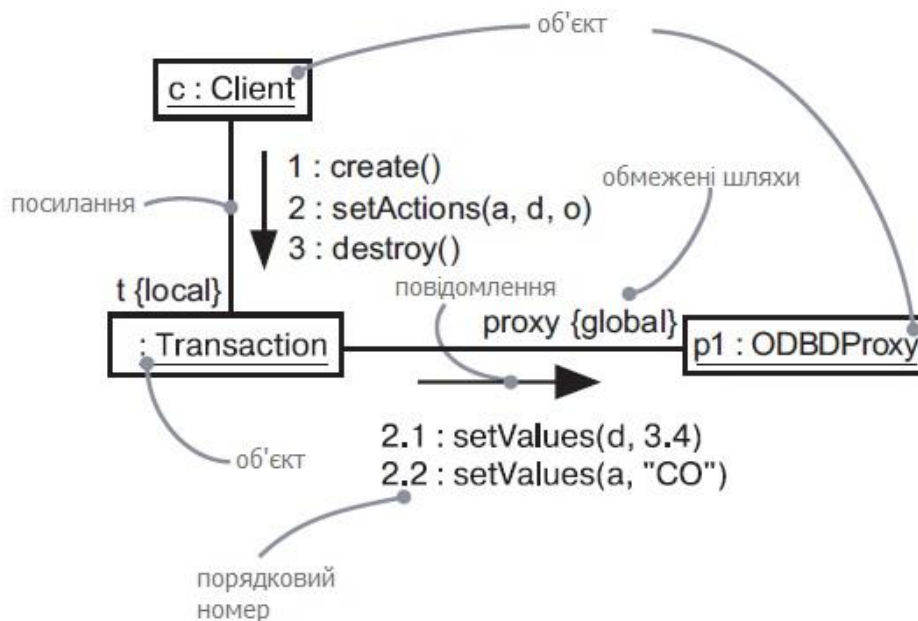 об'єкт
c : Client
1 : create()
2 : setActions(a, d, o)
3 : destroy()
обмежені шляхи
посилання
t {local}
повідомлення
proxy {global}
: Transaction
p1 : ODBDProxy
2.1 : setValues(d, 3.4)
2.2 : setValues(a, "CO")
об'єкт
порядковий
номер